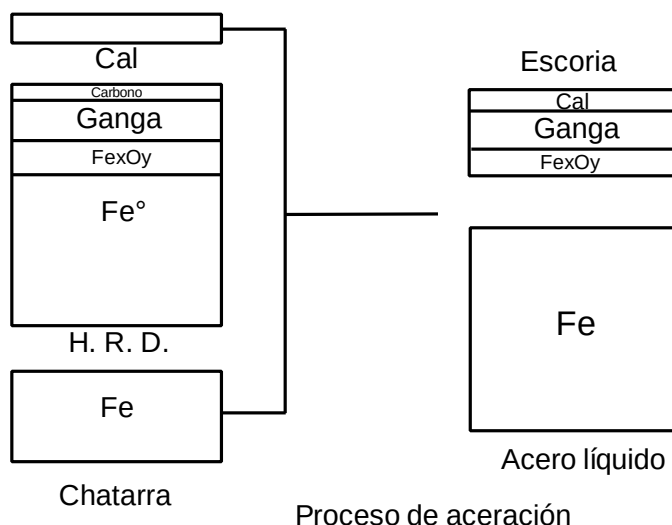 Cal
Carbono
Ganga
FexOy
Fe°
H. R. D.
Fe
Chatarra
Escoria
Cal
Ganga
FexOy
Fe
Acero líquido
Proceso de aceración